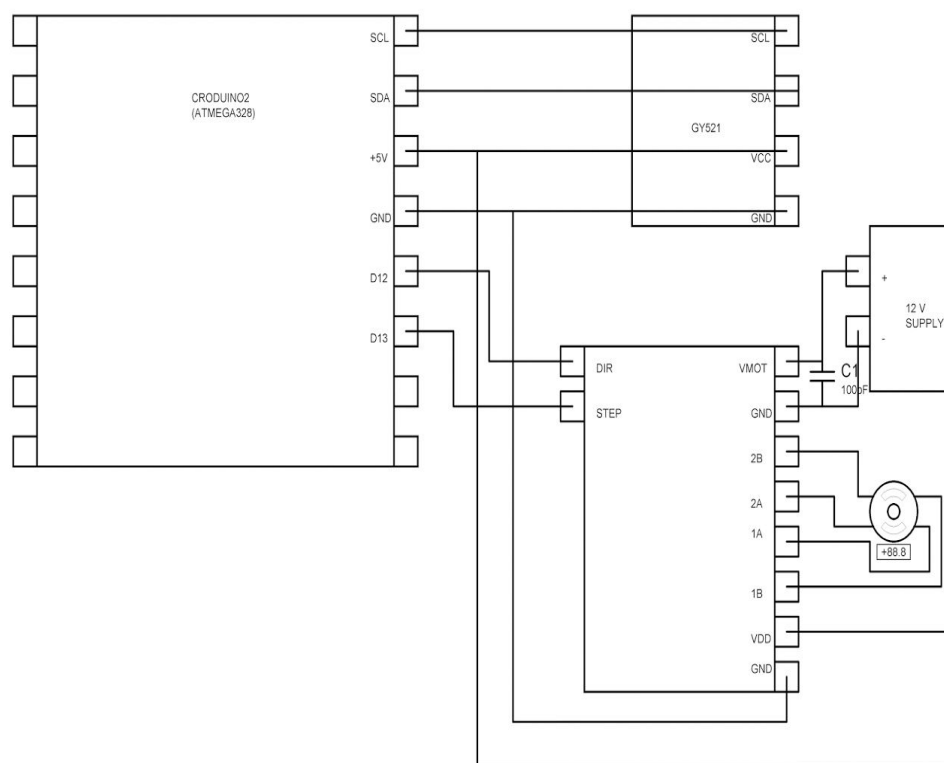 SCL
SCL
CRODUINO2
(ATMEGA328)
SDA
SDA
GY521
+5V
VCC
GND
GND
D12
+
12 V
SUPPLY
-
D13
DIR
VMOT
C1
STEP
GND
2B
2A
1A
+88.8
1B
VDD
GND